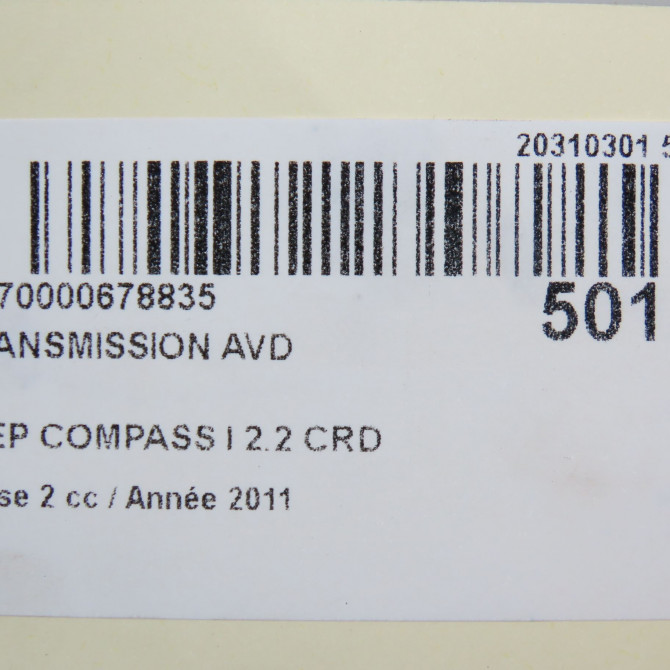 20310301 5
70000678835
501
ANSMISSION AVD
EP COMPASS I 2.2 CRD
se 2 cc / Année 2011